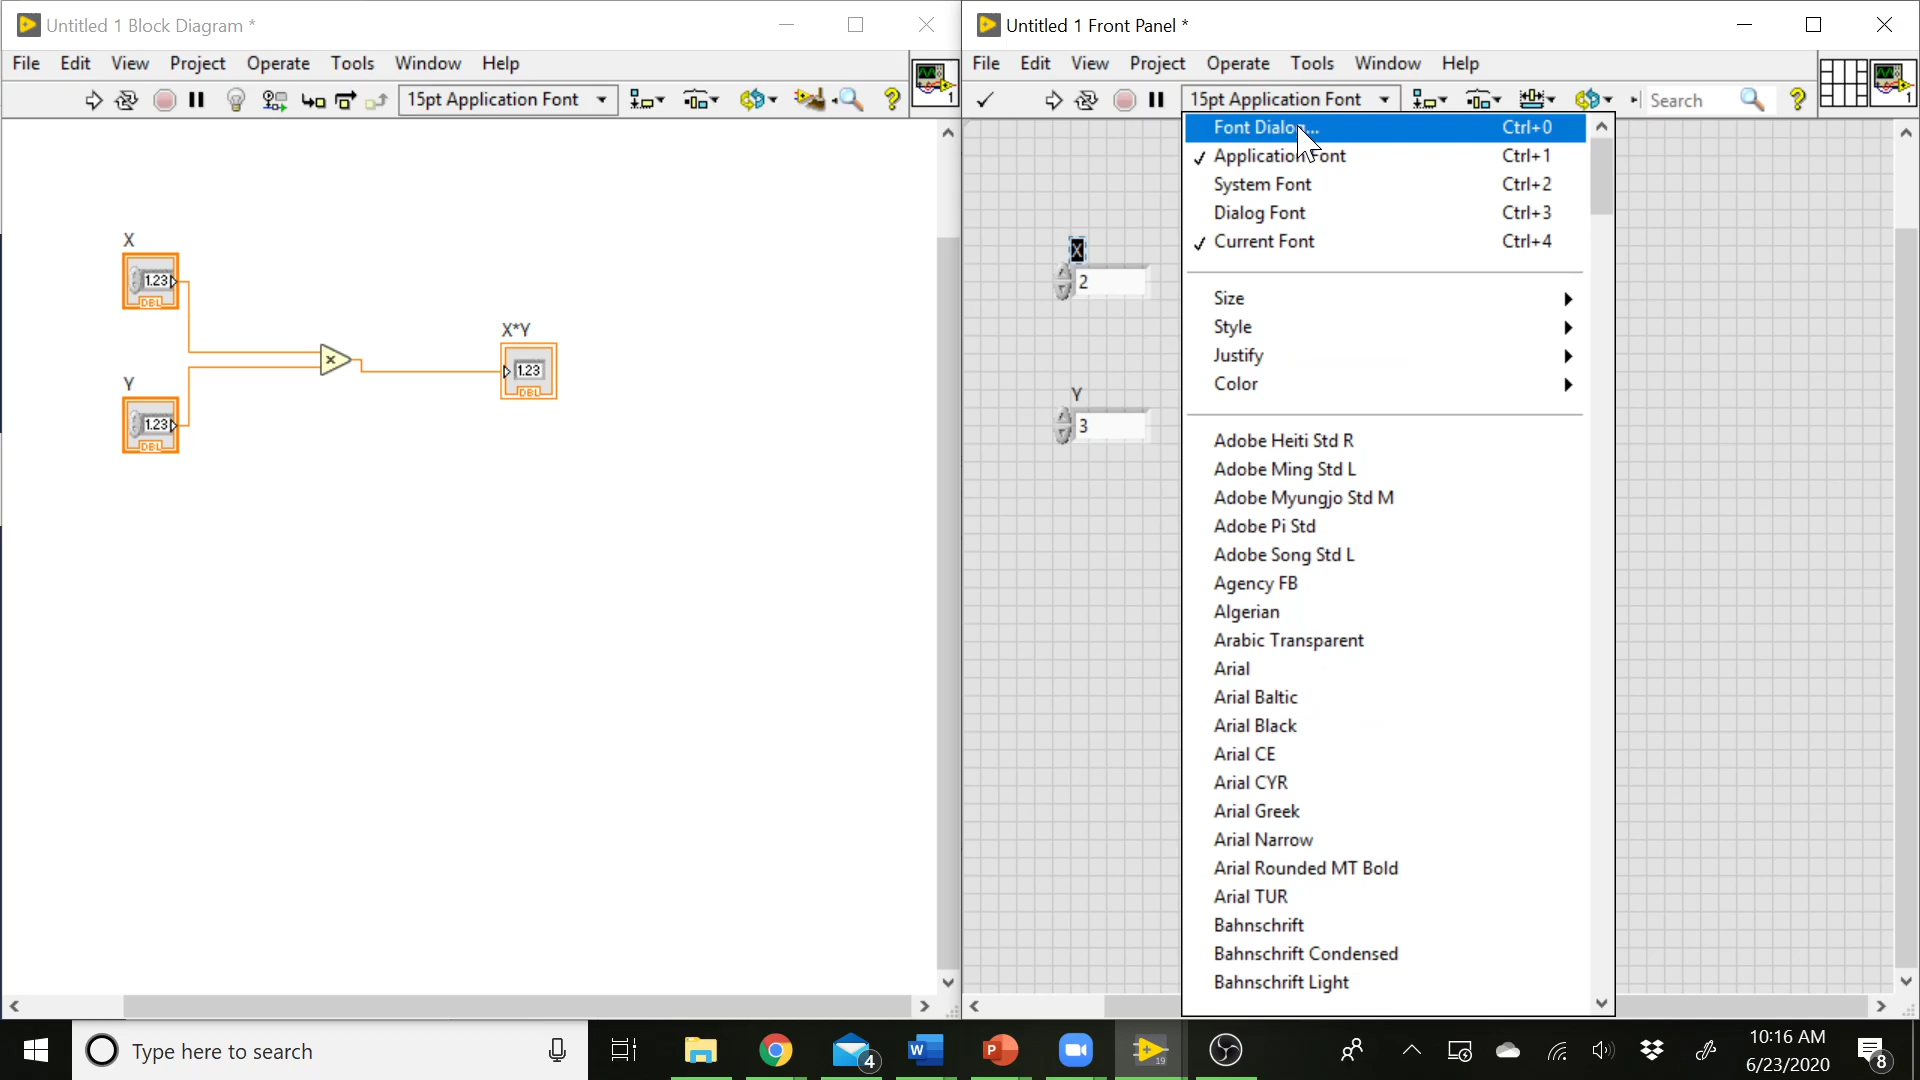 Untitled 1 Block Diagram *
File Edit View Project Operate Tools Window Help
15pt Application Font
1
X
1.23
DBL
Y
1.23
DBL
X*Y
1.23
DBL
Untitled 1 Front Panel *
File Edit View Project Operate Tools Window Help
15pt Application Font
Search
1
X
2
Y
3
Font Dialog... Ctrl+0
Application Font Ctrl+1
System Font Ctrl+2
Dialog Font Ctrl+3
Current Font Ctrl+4
Size
Style
Justify
Color
Adobe Heiti Std R
Adobe Ming Std L
Adobe Myungjo Std M
Adobe Pi Std
Adobe Song Std L
Agency FB
Algerian
Arabic Transparent
Arial
Arial Baltic
Arial Black
Arial CE
Arial CYR
Arial Greek
Arial Narrow
Arial Rounded MT Bold
Arial TUR
Bahnschrift
Bahnschrift Condensed
Bahnschrift Light
Type here to search
4
W
P
19
10:16 AM
6/23/2020
8